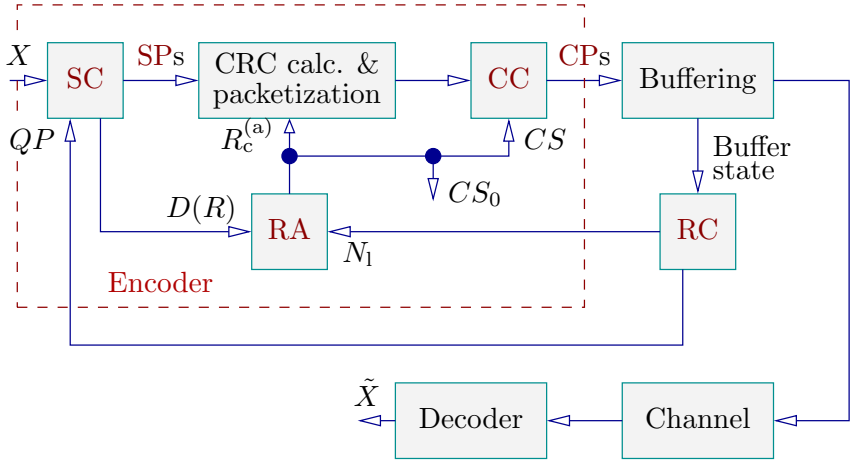 X
SC
SPs
CRC calc. &
packetization
CC
CPs
Buffering
QP
R_c^(a)
CS
Buffer
state
D(R)
RA
CS_0
N_l
RC
Encoder
X̃
Decoder
Channel